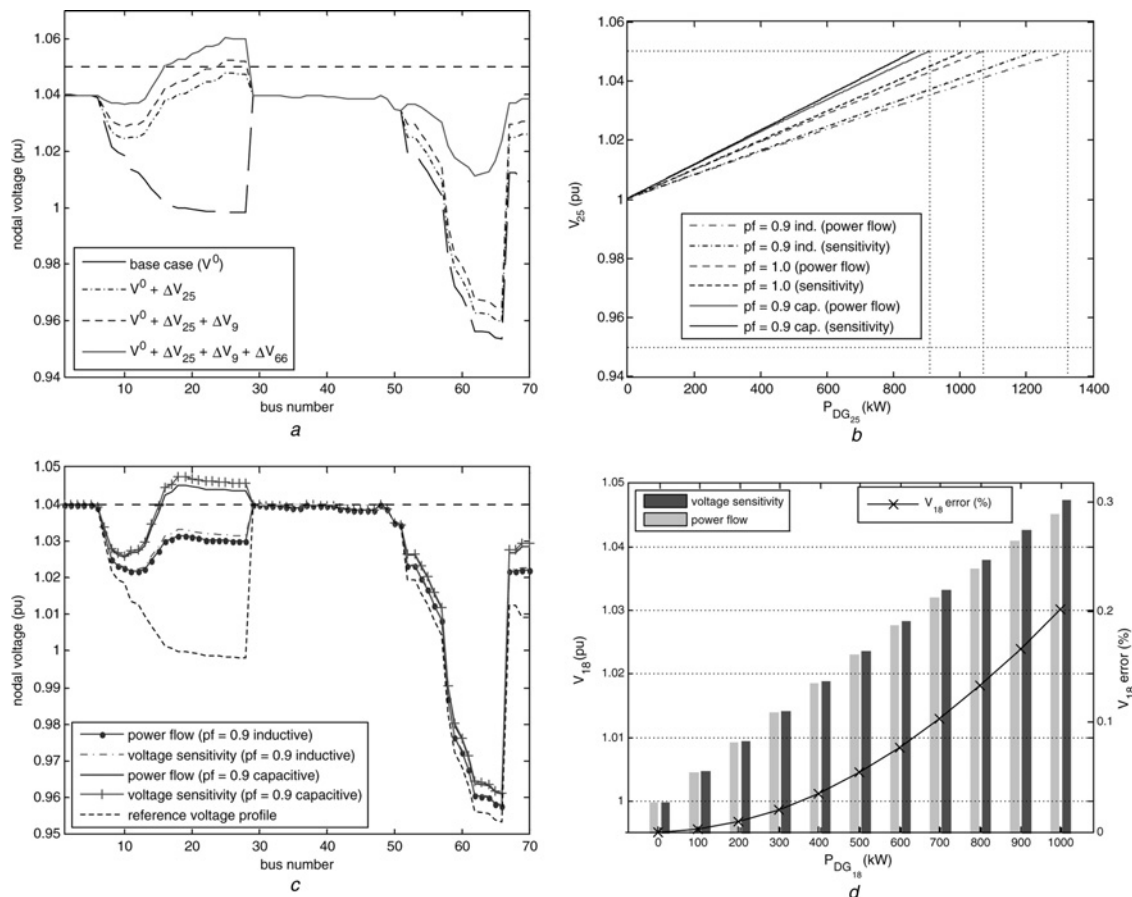 1.06
1.04
1.02
1
0.98
0.96
0.94
nodal voltage (pu)
base case (V⁰)
V⁰ + ΔV₂₅
V⁰ + ΔV₂₅ + ΔV₉
V⁰ + ΔV₂₅ + ΔV₉ + ΔV₆₆
10 20 30 40 50 60 70
bus number
a
1.06
1.04
1.02
1
0.98
0.96
0.94
V₂₅ (pu)
pf = 0.9 ind. (power flow)
pf = 0.9 ind. (sensitivity)
pf = 1.0 (power flow)
pf = 1.0 (sensitivity)
pf = 0.9 cap. (power flow)
pf = 0.9 cap. (sensitivity)
0 200 400 600 800 1000 1200 1400
P_DG₂₅ (kW)
b
1.05
1.04
1.03
1.02
1.01
1
0.99
0.98
0.97
0.96
0.95
nodal voltage (pu)
power flow (pf = 0.9 inductive)
voltage sensitivity (pf = 0.9 inductive)
power flow (pf = 0.9 capacitive)
voltage sensitivity (pf = 0.9 capacitive)
reference voltage profile
10 20 30 40 50 60 70
bus number
c
1.05
1.04
1.03
1.02
1.01
1
V₁₈ (pu)
voltage sensitivity
power flow
V₁₈ error (%)
0.3
0.2
0.1
0
V₁₈ error (%)
0 100 200 300 400 500 600 700 800 900 1000
P_DG₁₈ (kW)
d